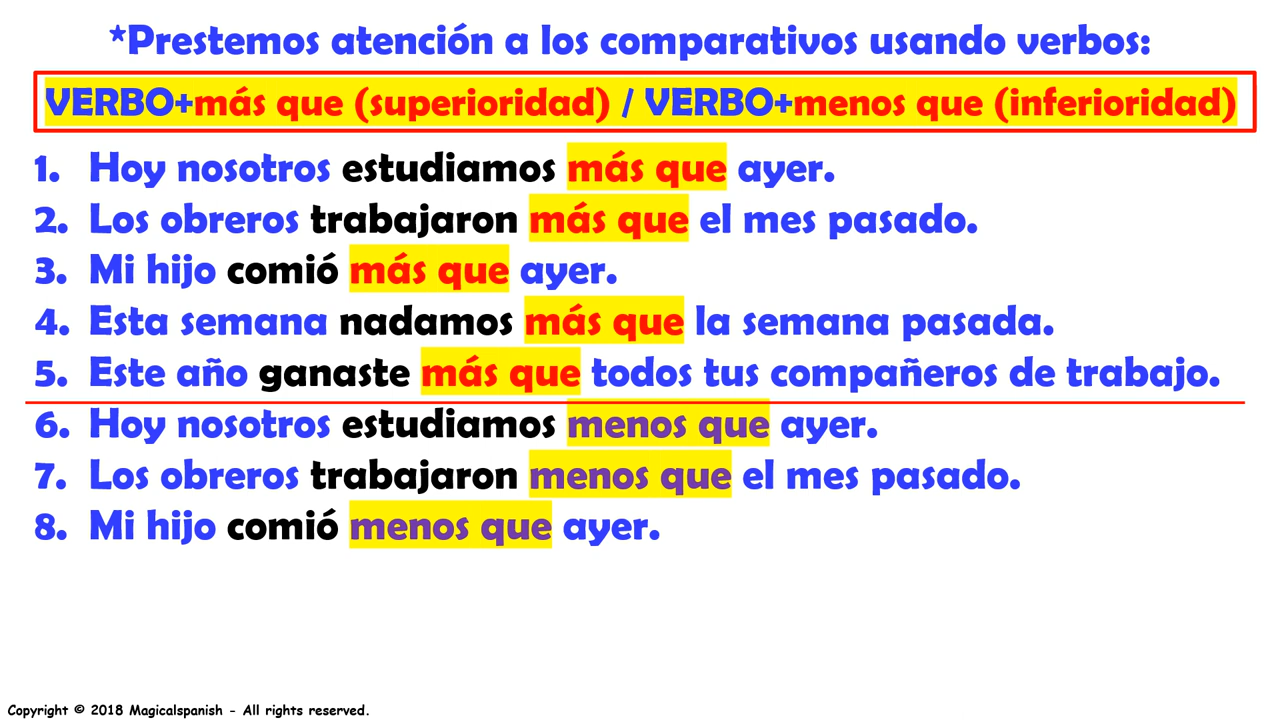 *Prestemos atención a los comparativos usando verbos:
VERBO+más que (superioridad) / VERBO+menos que (inferioridad)
1. Hoy nosotros estudiamos más que ayer.
2. Los obreros trabajaron más que el mes pasado.
3. Mi hijo comió más que ayer.
4. Esta semana nadamos más que la semana pasada.
5. Este año ganaste más que todos tus compañeros de trabajo.
6. Hoy nosotros estudiamos menos que ayer.
7. Los obreros trabajaron menos que el mes pasado.
8. Mi hijo comió menos que ayer.
Copyright © 2018 Magicalspanish - All rights reserved.